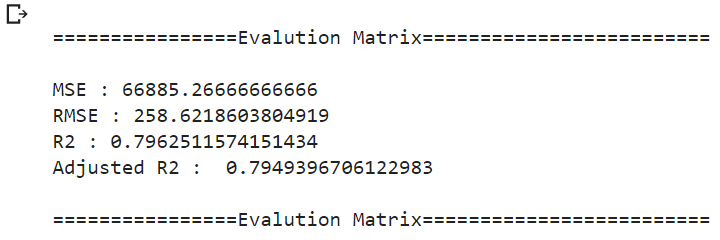 ================Evalution Matrix=========================
MSE : 66885.26666666666
RMSE : 258.6218603804919
R2 : 0.7962511574151434
Adjusted R2 :  0.7949396706122983
================Evalution Matrix=========================